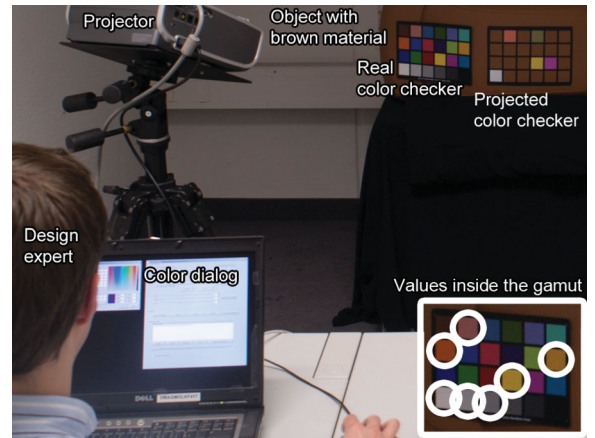 Projector
Object with
brown material
Real
color checker
Projected
color checker
Design
expert
Color dialog
Values inside the gamut
DELL